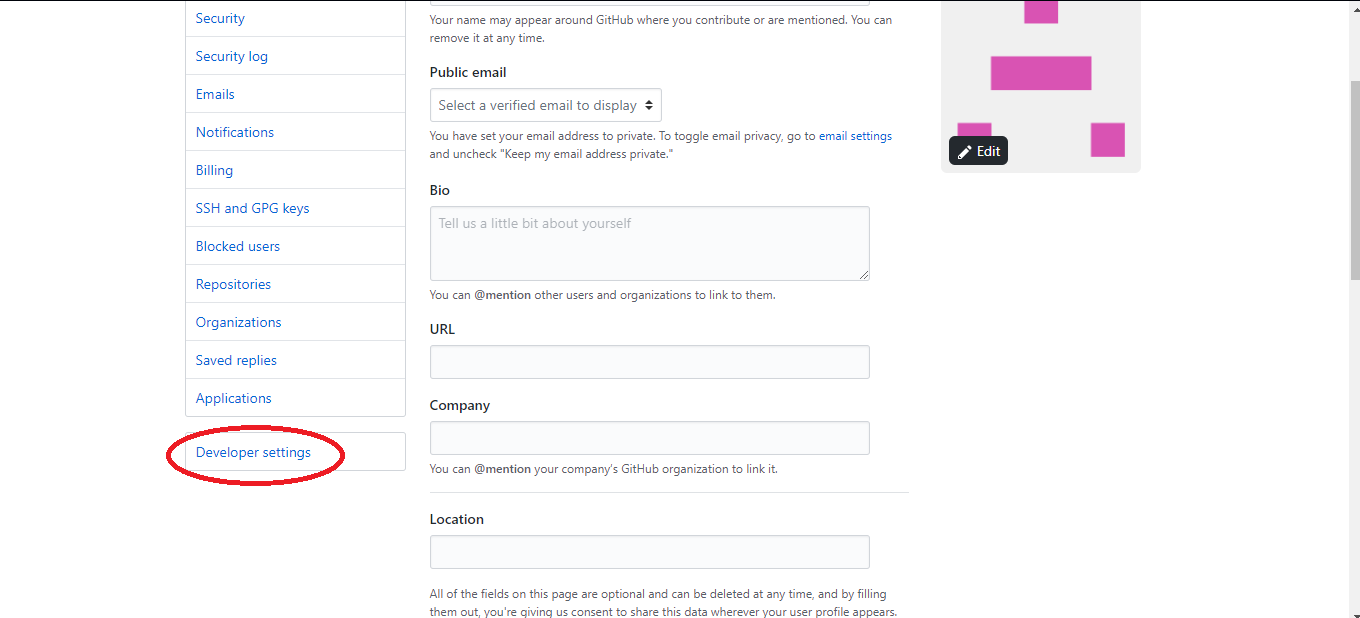 Security
Security log
Emails
Notifications
Billing
SSH and GPG keys
Blocked users
Repositories
Organizations
Saved replies
Applications
Developer settings
Your name may appear around GitHub where you contribute or are mentioned. You can
remove it at any time.
Public email
Select a verified email to display
You have set your email address to private. To toggle email privacy, go to email settings
and uncheck "Keep my email address private."
Bio
Tell us a little bit about yourself
You can @mention other users and organizations to link to them.
URL
Company
You can @mention your company's GitHub organization to link it.
Location
All of the fields on this page are optional and can be deleted at any time, and by filling
them out, you're giving us consent to share this data wherever your user profile appears.
Edit